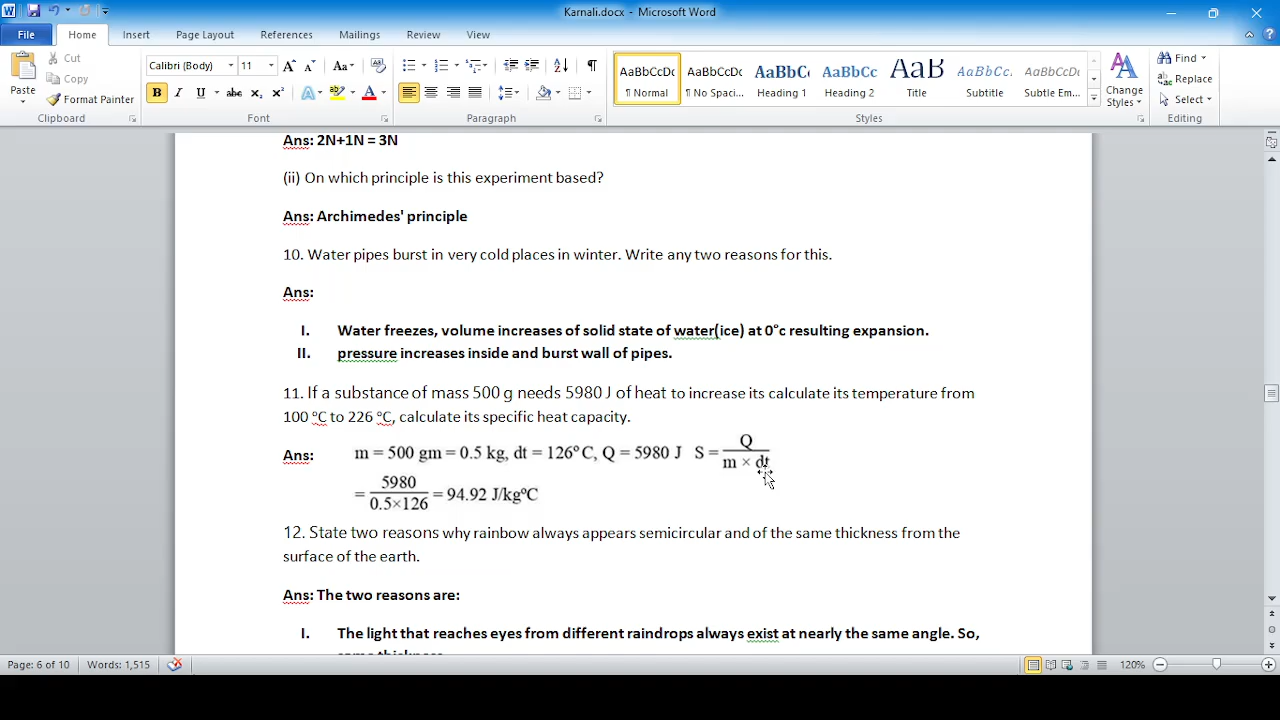 Karnali.docx - Microsoft Word
File Home Insert Page Layout References Mailings Review View
Paste
Cut
Copy
Format Painter
Clipboard
Calibri (Body) 11
Font
Paragraph
AaBbCcDc AaBbCcDc AaBbC AaBbCc AaB AaBbCc. AaBbCcDc
¶ Normal ¶ No Spaci... Heading 1 Heading 2 Title Subtitle Subtle Em...
Change Styles
Styles
Find
Replace
Select
Editing
Ans: 2N+1N = 3N
(ii) On which principle is this experiment based?
Ans: Archimedes' principle
10. Water pipes burst in very cold places in winter. Write any two reasons for this.
Ans:
I. Water freezes, volume increases of solid state of water(ice) at 0°c resulting expansion.
II. pressure increases inside and burst wall of pipes.
11. If a substance of mass 500 g needs 5980 J of heat to increase its calculate its temperature from
100 °C to 226 °C, calculate its specific heat capacity.
Ans: m = 500 gm = 0.5 kg, dt = 126°C, Q = 5980 J S = Q / m × dt
= 5980 / 0.5×126 = 94.92 J/kg°C
12. State two reasons why rainbow always appears semicircular and of the same thickness from the
surface of the earth.
Ans: The two reasons are:
I. The light that reaches eyes from different raindrops always exist at nearly the same angle. So,
same thickness
Page: 6 of 10 Words: 1,515 120%